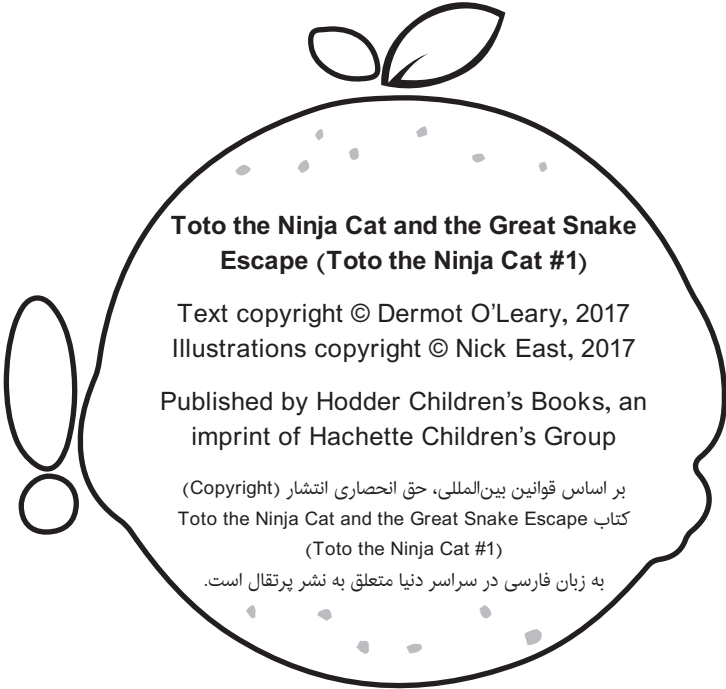 Toto the Ninja Cat and the Great Snake
Escape (Toto the Ninja Cat #1)
Text copyright © Dermot O’Leary, 2017
Illustrations copyright © Nick East, 2017
Published by Hodder Children’s Books, an
imprint of Hachette Children’s Group
بر اساس قوانین بین‌المللی، حق انحصاری انتشار (Copyright)
کتاب Toto the Ninja Cat and the Great Snake Escape
(Toto the Ninja Cat #1)
به زبان فارسی در سراسر دنیا متعلق به نشر پرتقال است.